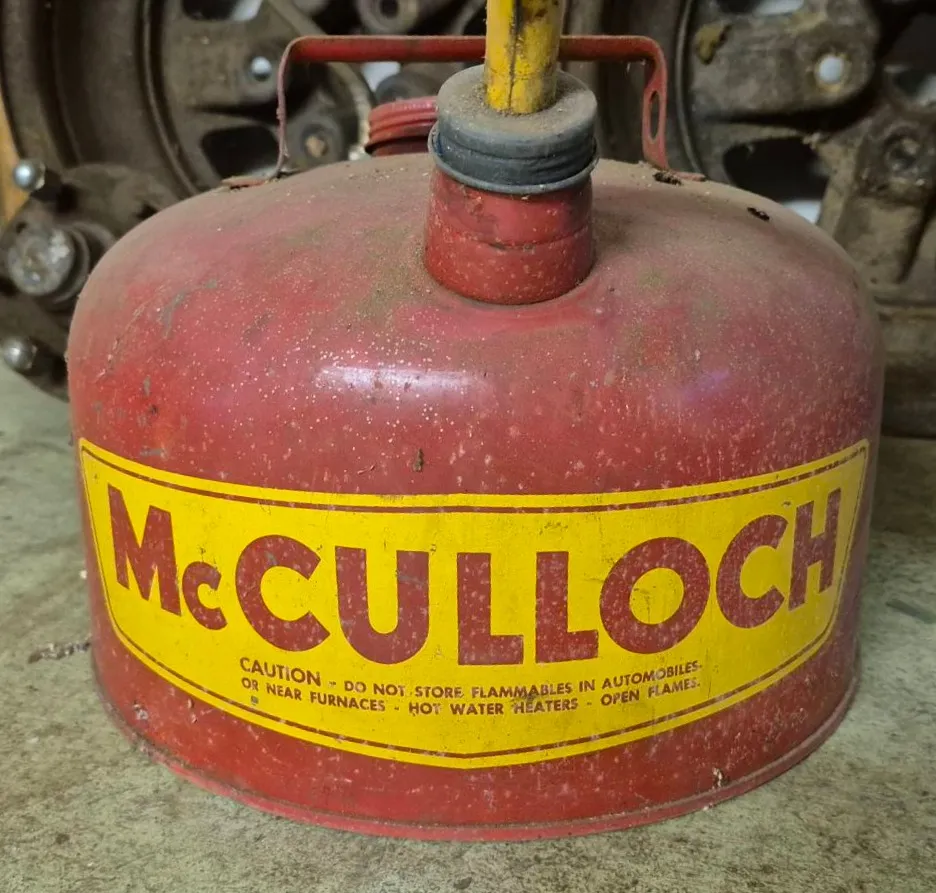 McCULLOCH
CAUTION - DO NOT STORE FLAMMABLES IN AUTOMOBILES-
OR NEAR FURNACES - HOT WATER HEATERS - OPEN FLAMES.